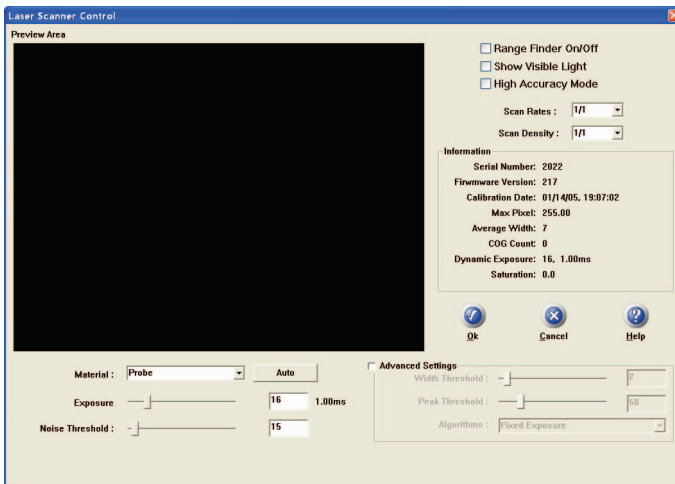 Laser Scanner Control
Preview Area
Range Finder On/Off
Show Visible Light
High Accuracy Mode
Scan Rates : 1/1
Scan Density : 1/1
Information
Serial Number: 2022
Firwmware Version: 217
Calibration Date: 01/14/05, 19:07:02
Max Pixel: 255.00
Average Width: 7
COG Count: 0
Dynamic Exposure: 16, 1.00ms
Saturation: 0.0
Ok Cancel Help
Material : Probe Auto
Exposure 16 1.00ms
Noise Threshold : 15
Advanced Settings
Width Threshold : 2
Peak Threshold : 50
Algorithms : Fixed Exposure